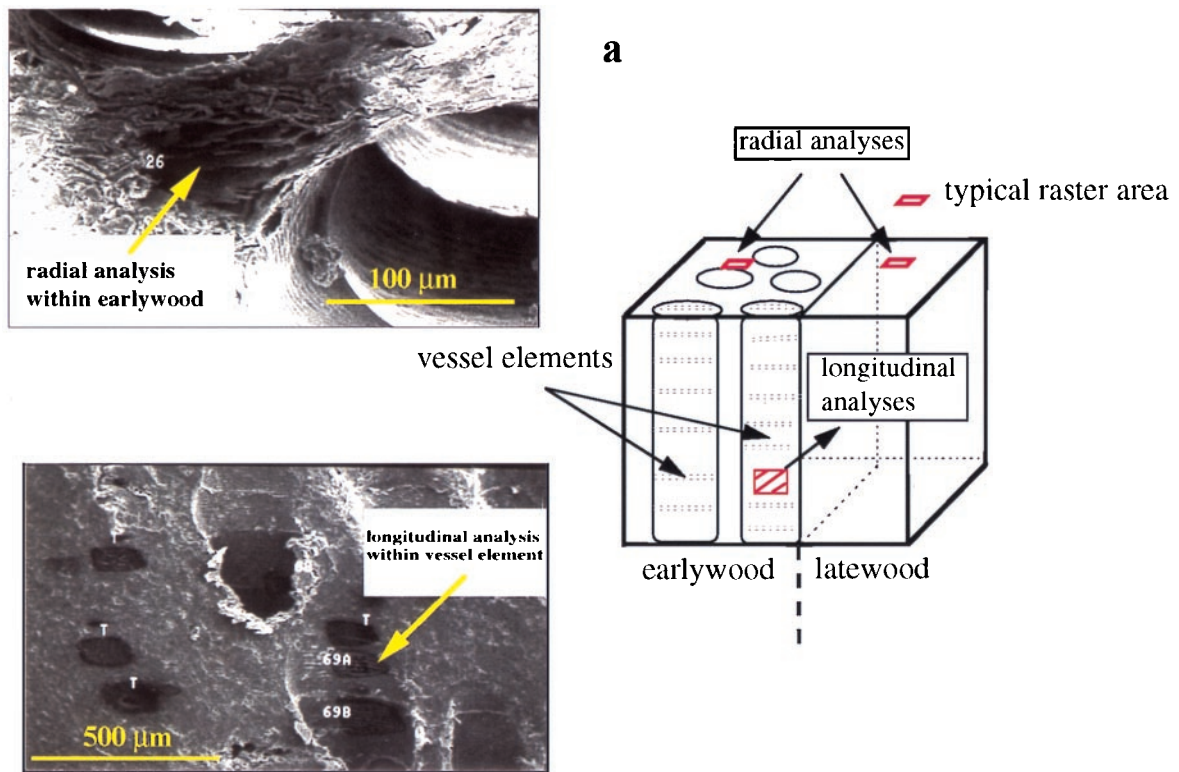 a
26
radial analysis
within earlywood
100 µm
radial analyses
typical raster area
vessel elements
longitudinal
analyses
earlywood
latewood
longitudinal analysis
within vessel element
T
T
T
T
69A
69B
500 µm